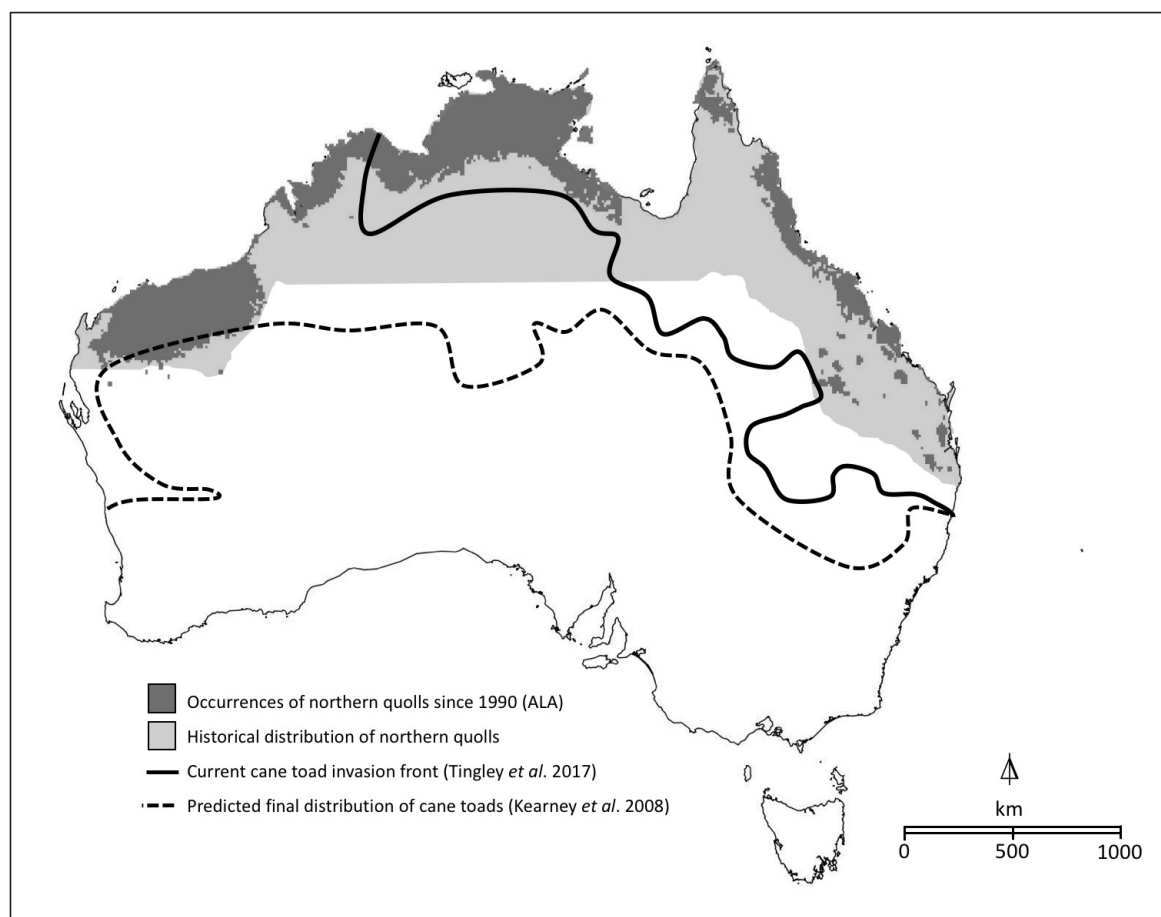 Occurrences of northern quolls since 1990 (ALA)
Historical distribution of northern quolls
Current cane toad invasion front (Tingley et al. 2017)
Predicted final distribution of cane toads (Kearney et al. 2008)
km
0 500 1000